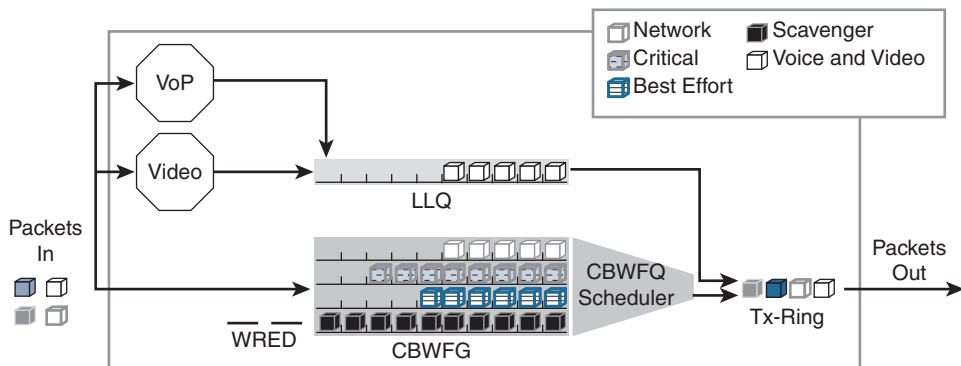 Network
Scavenger
Critical
Voice and Video
Best Effort
VoP
Video
LLQ
Packets
In
CBWFQ
Scheduler
Packets
Out
Tx-Ring
WRED
CBWFG